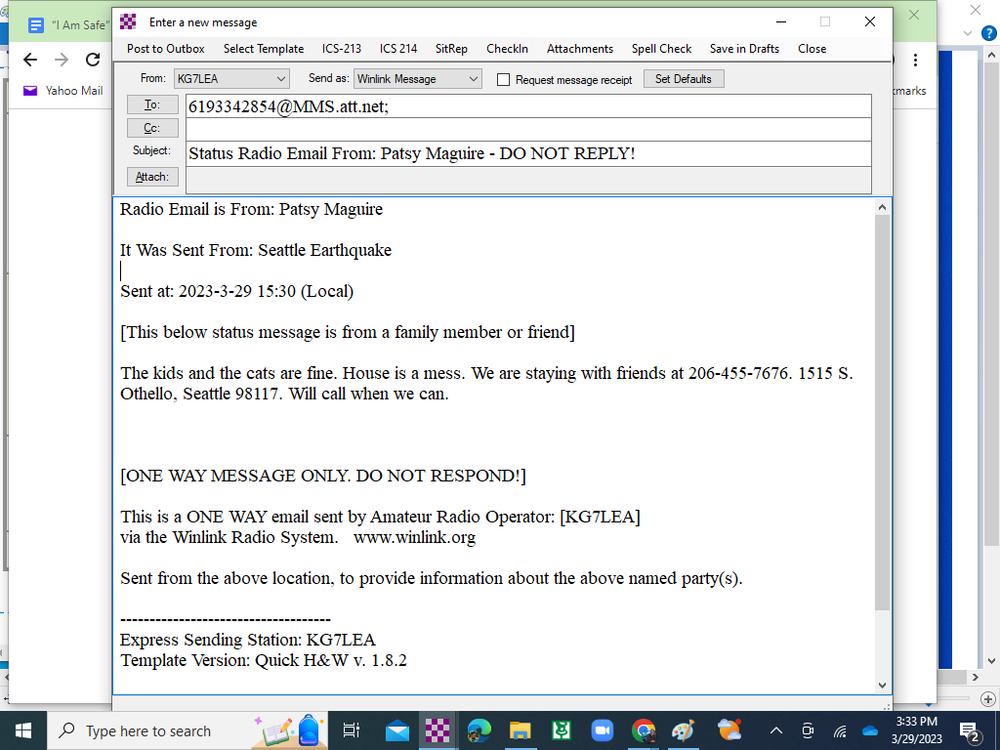 "I Am Safe"
Enter a new message
Post to Outbox Select Template ICS-213 ICS 214 SitRep CheckIn Attachments Spell Check Save in Drafts Close
From: KG7LEA Send as: Winlink Message Request message receipt Set Defaults
Yahoo Mail
To: 6193342854@MMS.att.net;
Cc:
Subject: Status Radio Email From: Patsy Maguire - DO NOT REPLY!
Attach:
Radio Email is From: Patsy Maguire
It Was Sent From: Seattle Earthquake
Sent at: 2023-3-29 15:30 (Local)
[This below status message is from a family member or friend]
The kids and the cats are fine. House is a mess. We are staying with friends at 206-455-7676. 1515 S.
Othello, Seattle 98117. Will call when we can.
[ONE WAY MESSAGE ONLY. DO NOT RESPOND!]
This is a ONE WAY email sent by Amateur Radio Operator: [KG7LEA]
via the Winlink Radio System. www.winlink.org
Sent from the above location, to provide information about the above named party(s).
------------------------------------
Express Sending Station: KG7LEA
Template Version: Quick H&W v. 1.8.2
Type here to search
3:33 PM
3/29/2023
2